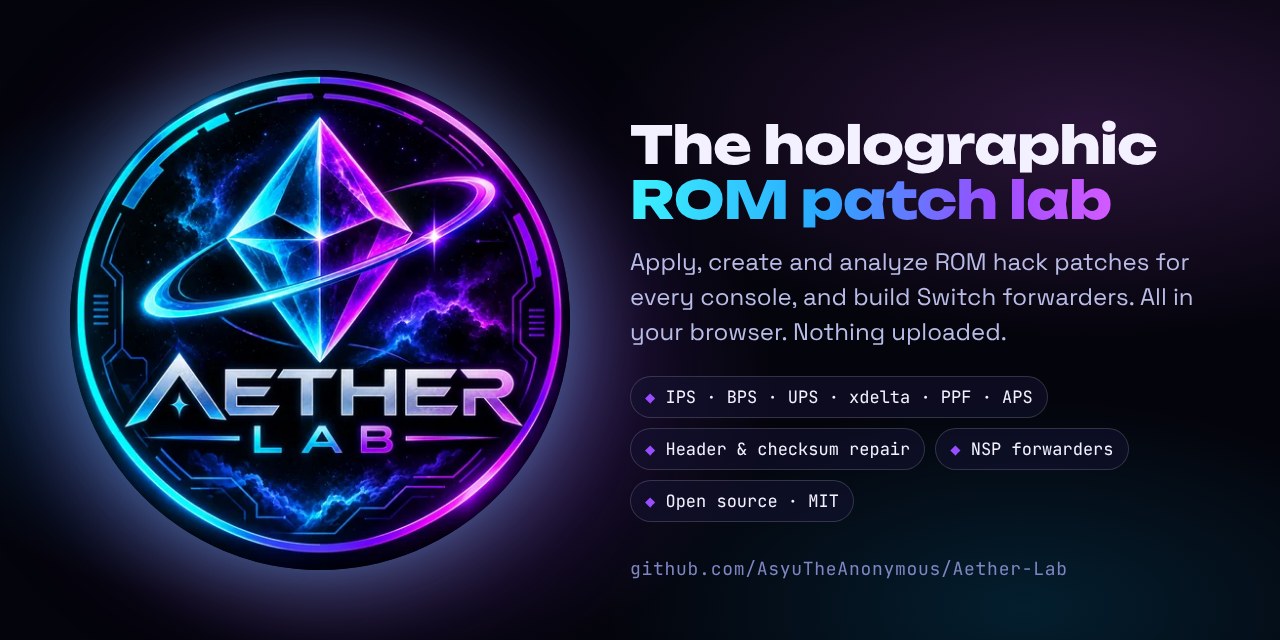 AETHER
LAB
The holographic
ROM patch lab
Apply, create and analyze ROM hack patches for
every console, and build Switch forwarders. All in
your browser. Nothing uploaded.
◆ IPS · BPS · UPS · xdelta · PPF · APS
◆ Header & checksum repair ◆ NSP forwarders
◆ Open source · MIT
github.com/AsyuTheAnonymous/Aether-Lab